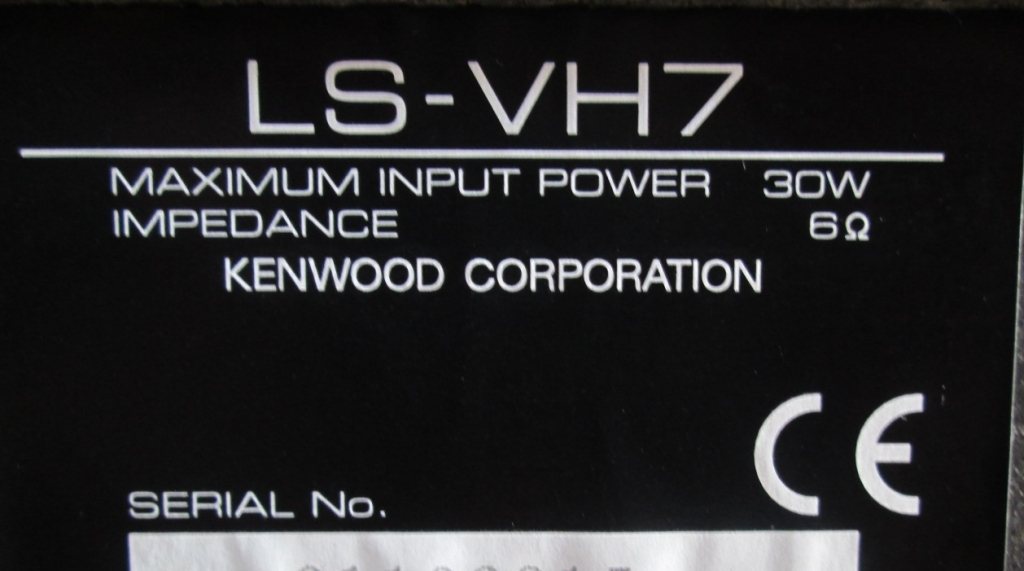 LS-VH7
MAXIMUM INPUT POWER 30W
IMPEDANCE 6Ω
KENWOOD CORPORATION
CE
SERIAL No.